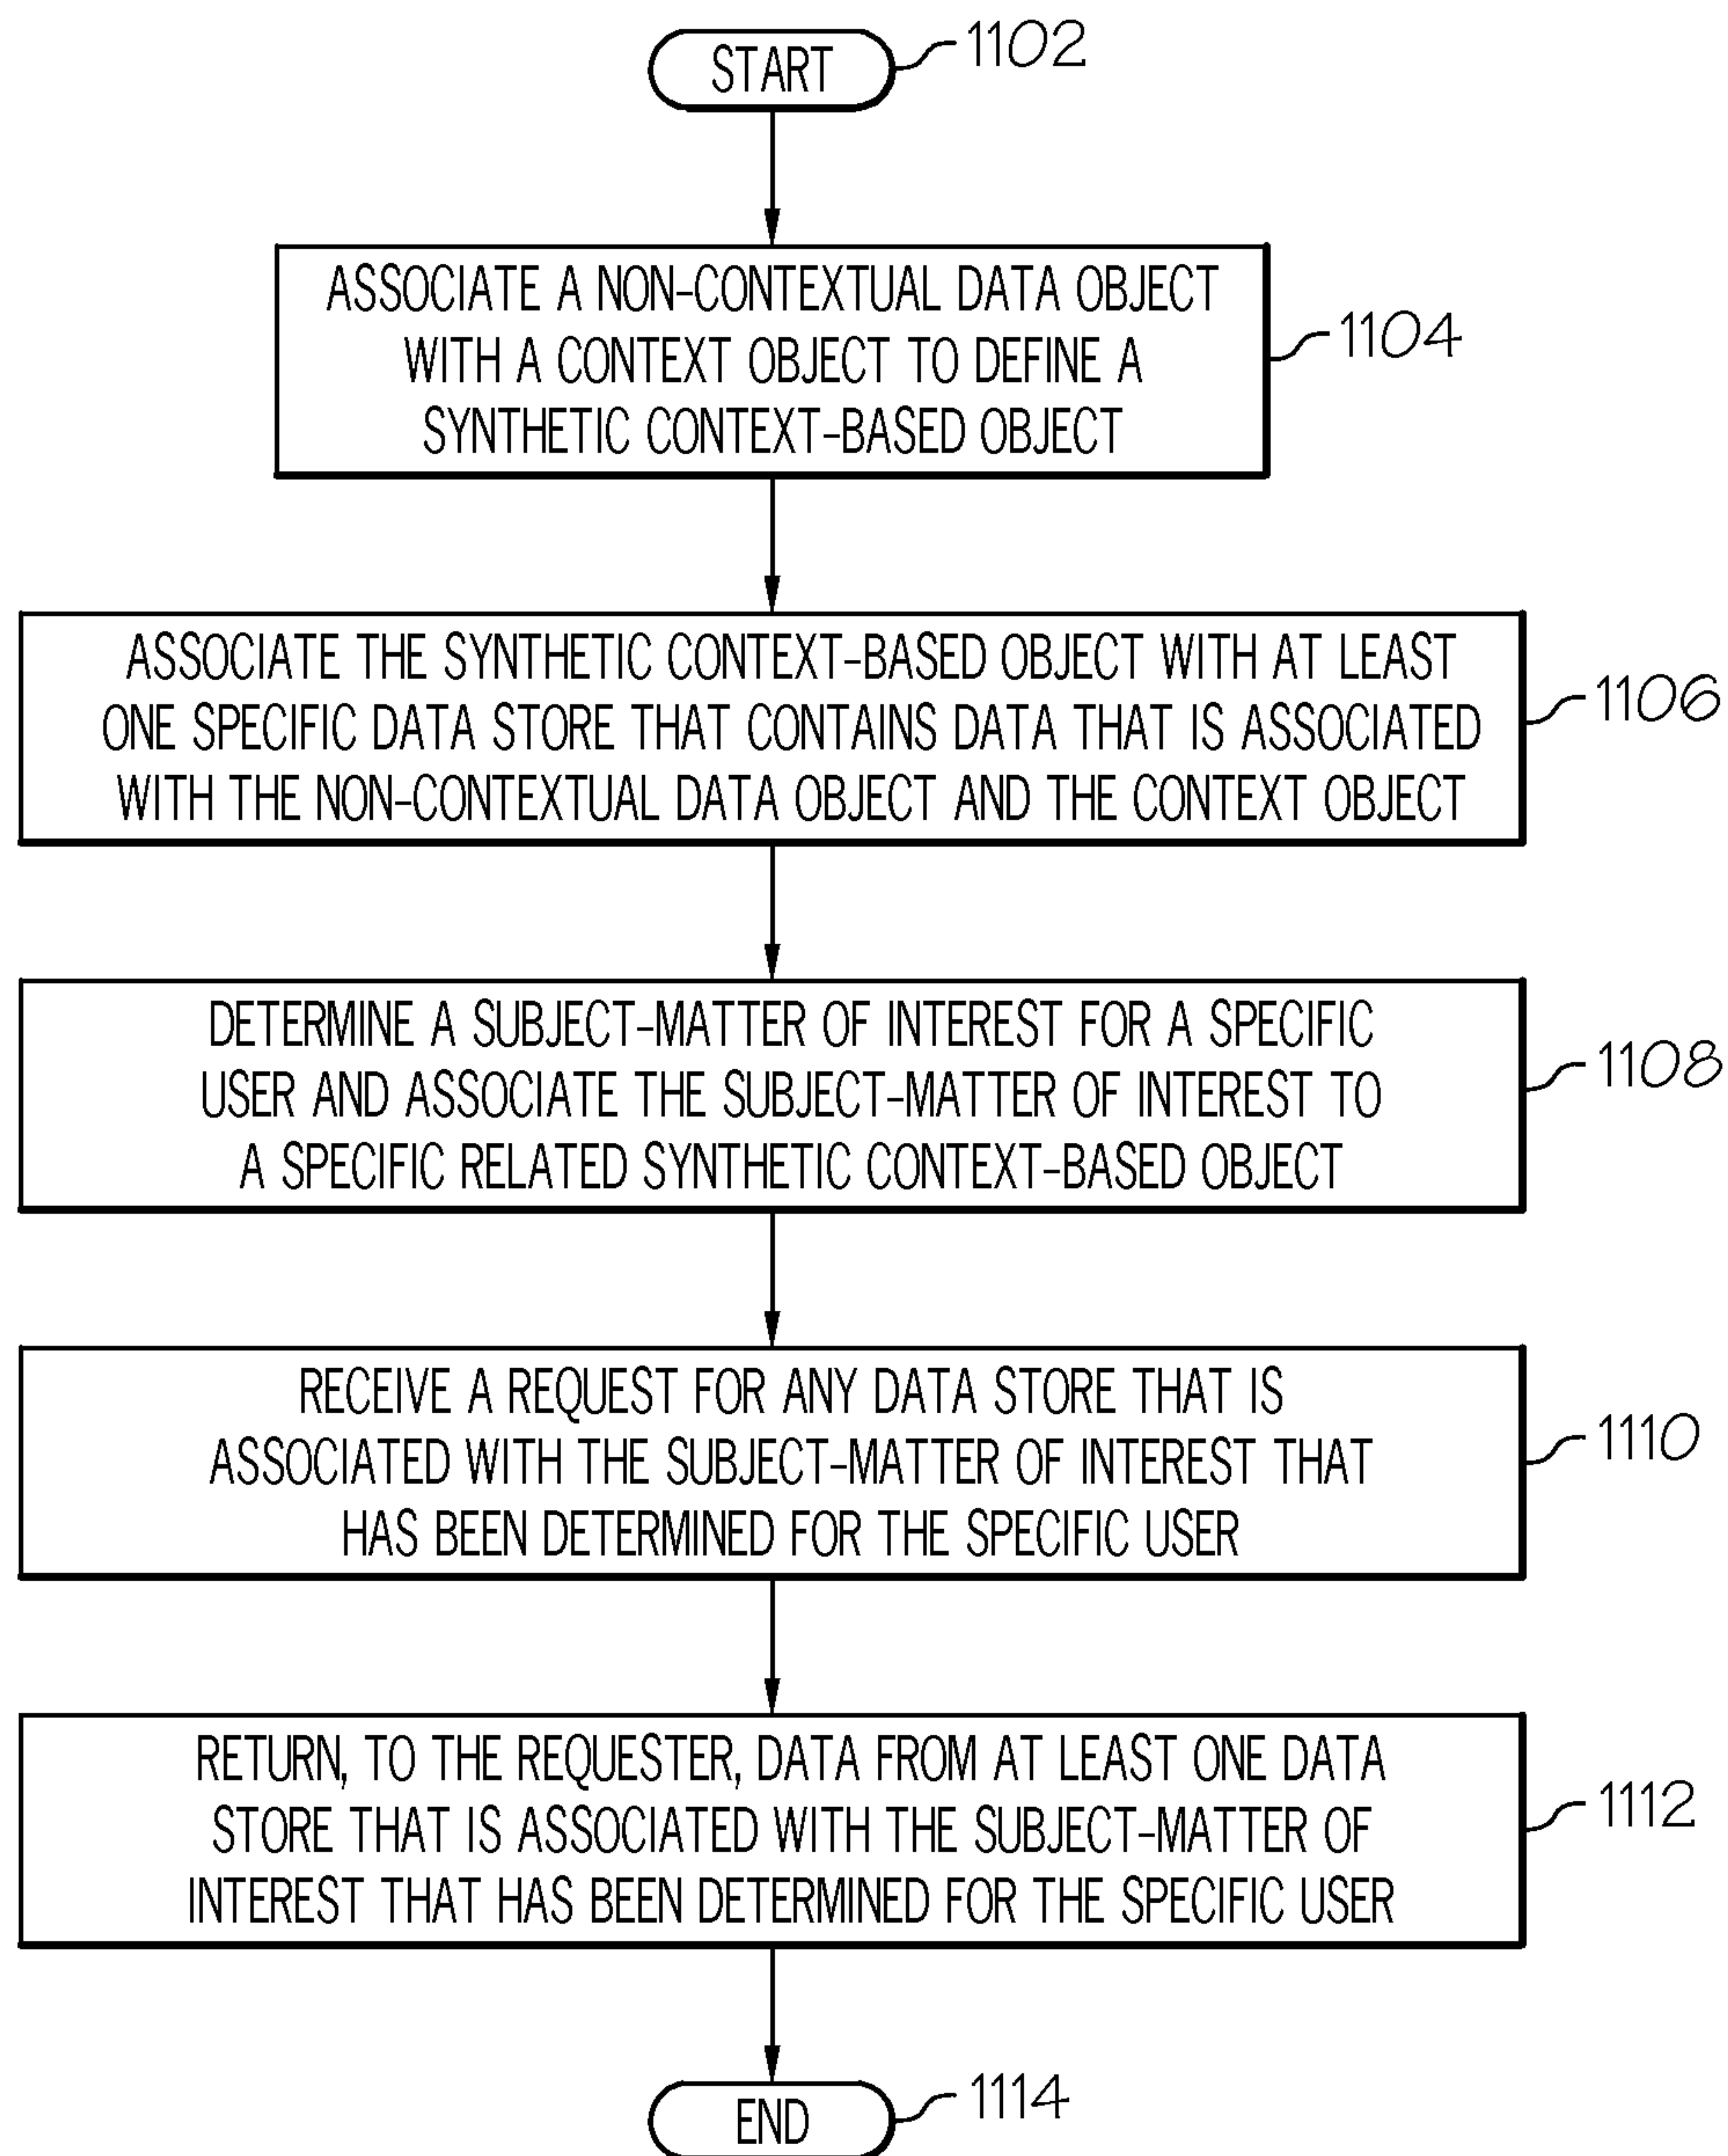 START
1102
ASSOCIATE A NON-CONTEXTUAL DATA OBJECT
WITH A CONTEXT OBJECT TO DEFINE A
SYNTHETIC CONTEXT-BASED OBJECT
1104
ASSOCIATE THE SYNTHETIC CONTEXT-BASED OBJECT WITH AT LEAST
ONE SPECIFIC DATA STORE THAT CONTAINS DATA THAT IS ASSOCIATED
WITH THE NON-CONTEXTUAL DATA OBJECT AND THE CONTEXT OBJECT
1106
DETERMINE A SUBJECT-MATTER OF INTEREST FOR A SPECIFIC
USER AND ASSOCIATE THE SUBJECT-MATTER OF INTEREST TO
A SPECIFIC RELATED SYNTHETIC CONTEXT-BASED OBJECT
1108
RECEIVE A REQUEST FOR ANY DATA STORE THAT IS
ASSOCIATED WITH THE SUBJECT-MATTER OF INTEREST THAT
HAS BEEN DETERMINED FOR THE SPECIFIC USER
1110
RETURN, TO THE REQUESTER, DATA FROM AT LEAST ONE DATA
STORE THAT IS ASSOCIATED WITH THE SUBJECT-MATTER OF
INTEREST THAT HAS BEEN DETERMINED FOR THE SPECIFIC USER
1112
END
1114